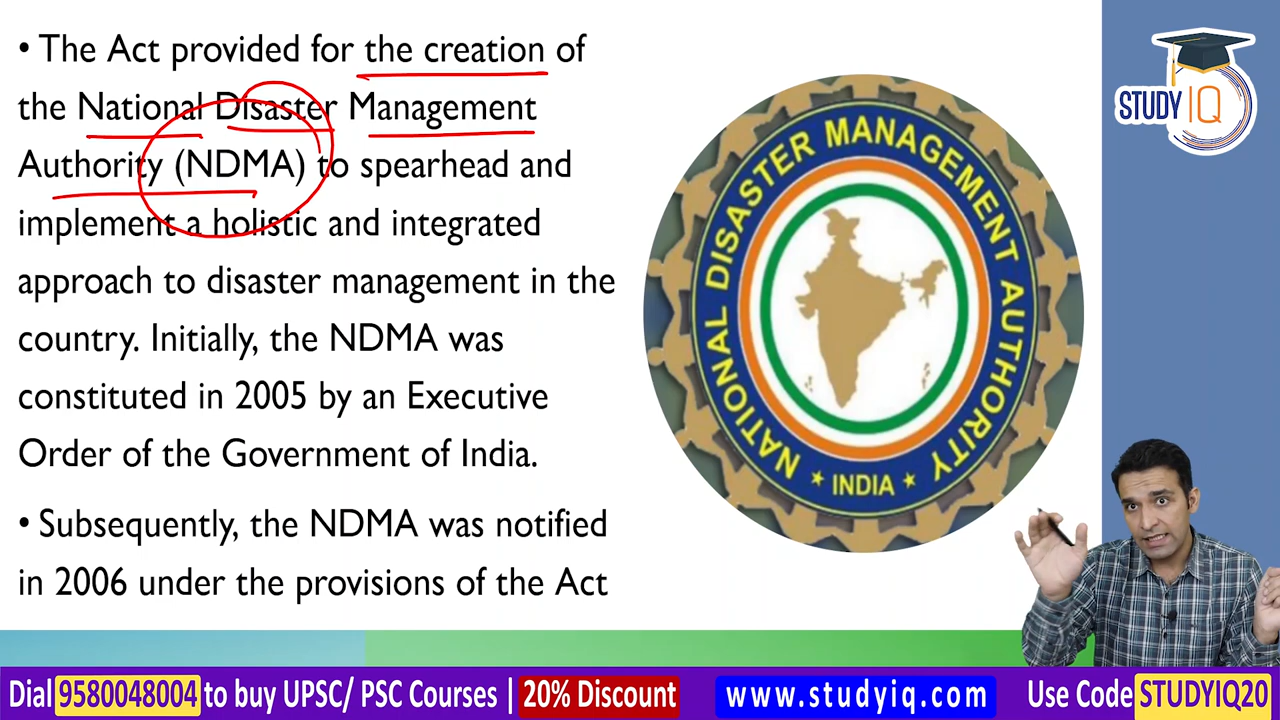 • The Act provided for the creation of
the National Disaster Management
Authority (NDMA) to spearhead and
implement a holistic and integrated
approach to disaster management in the
country. Initially, the NDMA was
constituted in 2005 by an Executive
Order of the Government of India.
• Subsequently, the NDMA was notified
in 2006 under the provisions of the Act
NATIONAL DISASTER MANAGEMENT AUTHORITY
★ INDIA ★
STUDY IQ
Dial 9580048004 to buy UPSC/ PSC Courses | 20% Discount
www.studyiq.com
Use Code STUDYIQ20